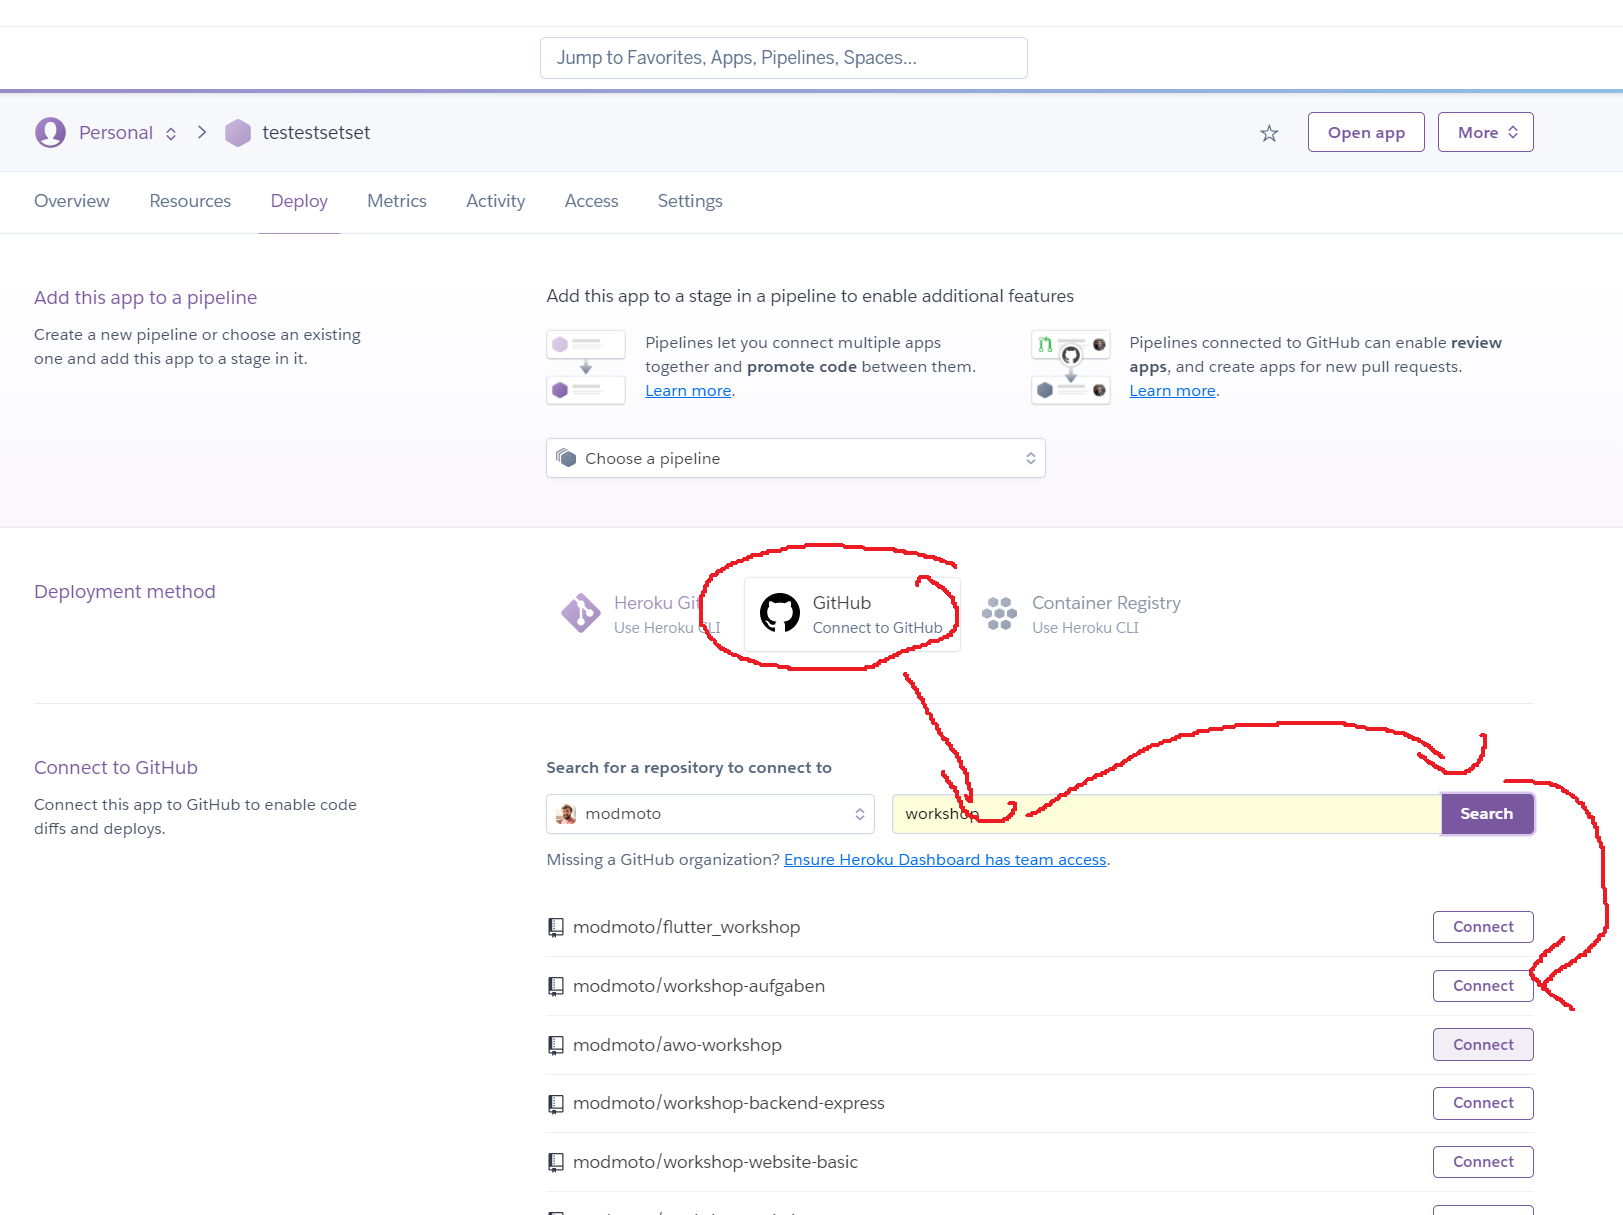 Jump to Favorites, Apps, Pipelines, Spaces...
Personal
testestsetset
Open app
More
Overview
Resources
Deploy
Metrics
Activity
Access
Settings
Add this app to a pipeline
Create a new pipeline or choose an existing
one and add this app to a stage in it.
Add this app to a stage in a pipeline to enable additional features
Pipelines let you connect multiple apps
together and promote code between them.
Learn more.
Pipelines connected to GitHub can enable review
apps, and create apps for new pull requests.
Learn more.
Choose a pipeline
Deployment method
Heroku Git
Use Heroku CLI
GitHub
Connect to GitHub
Container Registry
Use Heroku CLI
Connect to GitHub
Connect this app to GitHub to enable code
diffs and deploys.
Search for a repository to connect to
modmoto
workshop
Search
Missing a GitHub organization? Ensure Heroku Dashboard has team access.
modmoto/flutter_workshop
Connect
modmoto/workshop-aufgaben
Connect
modmoto/awo-workshop
Connect
modmoto/workshop-backend-express
Connect
modmoto/workshop-website-basic
Connect